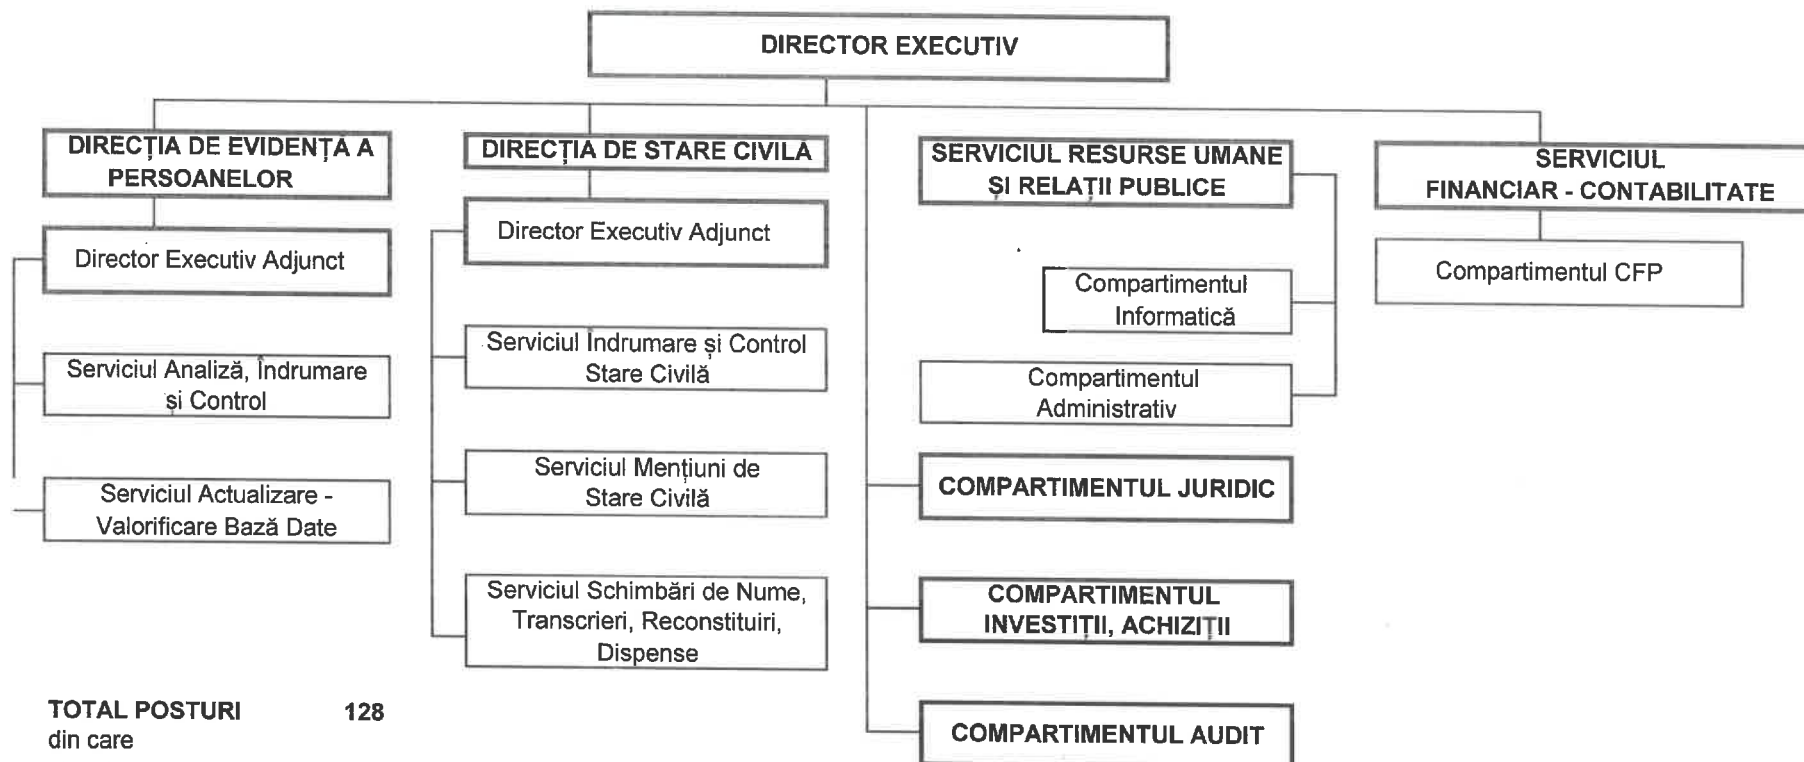 DIRECTOR EXECUTIV
DIRECȚIA DE EVIDENȚĂ A
PERSOANELOR
Director Executiv Adjunct
Serviciul Analiză, Îndrumare
și Control
Serviciul Actualizare -
Valorificare Bază Date
DIRECȚIA DE STARE CIVILĂ
Director Executiv Adjunct
Serviciul Îndrumare și Control
Stare Civilă
Serviciul Mențiuni de
Stare Civilă
Serviciul Schimbări de Nume,
Transcrieri, Reconstituiri,
Dispense
SERVICIUL RESURSE UMANE
ȘI RELAȚII PUBLICE
Compartimentul
Informatică
Compartimentul
Administrativ
COMPARTIMENTUL JURIDIC
COMPARTIMENTUL
INVESTIȚII, ACHIZIȚII
COMPARTIMENTUL AUDIT
SERVICIUL
FINANCIAR - CONTABILITATE
Compartimentul CFP
TOTAL POSTURI 128
din care